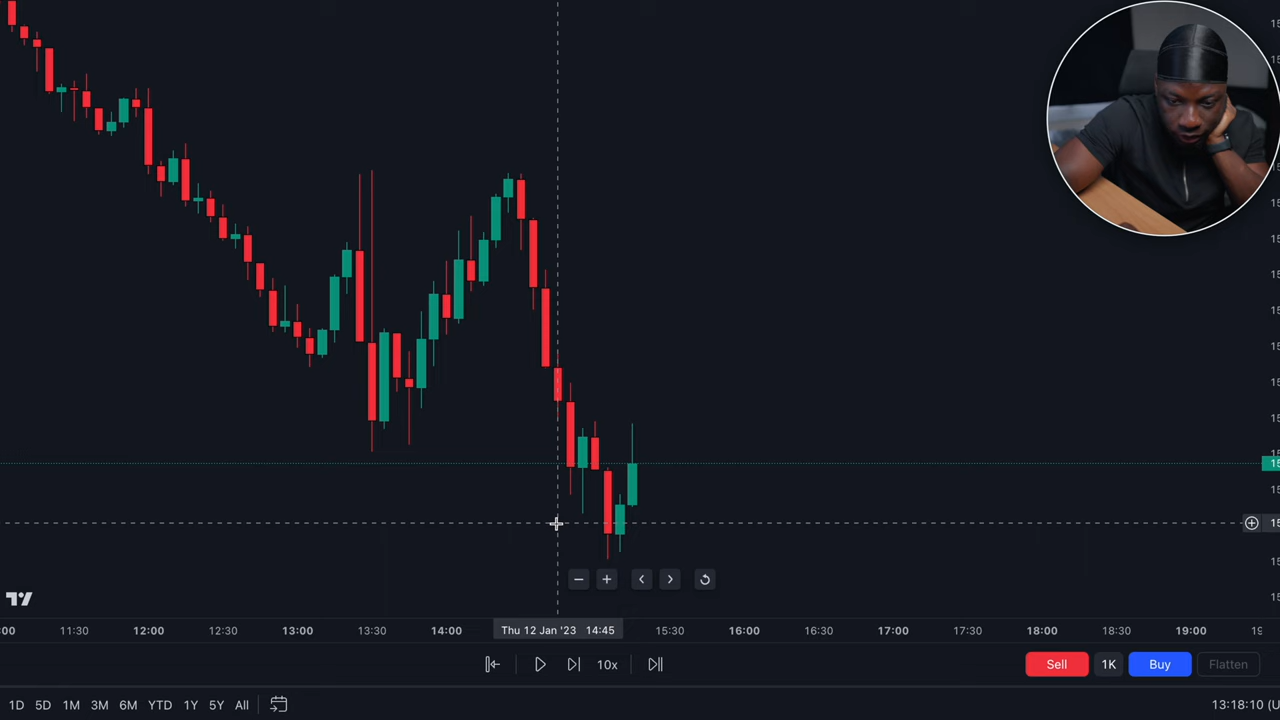 11:30 12:00 12:30 13:00 13:30 14:00 Thu 12 Jan '23 14:45 15:30 16:00 16:30 17:00 17:30 18:00 18:30 19:00
10x Sell 1K Buy Flatten
1D 5D 1M 3M 6M YTD 1Y 5Y All 13:18:10 (U